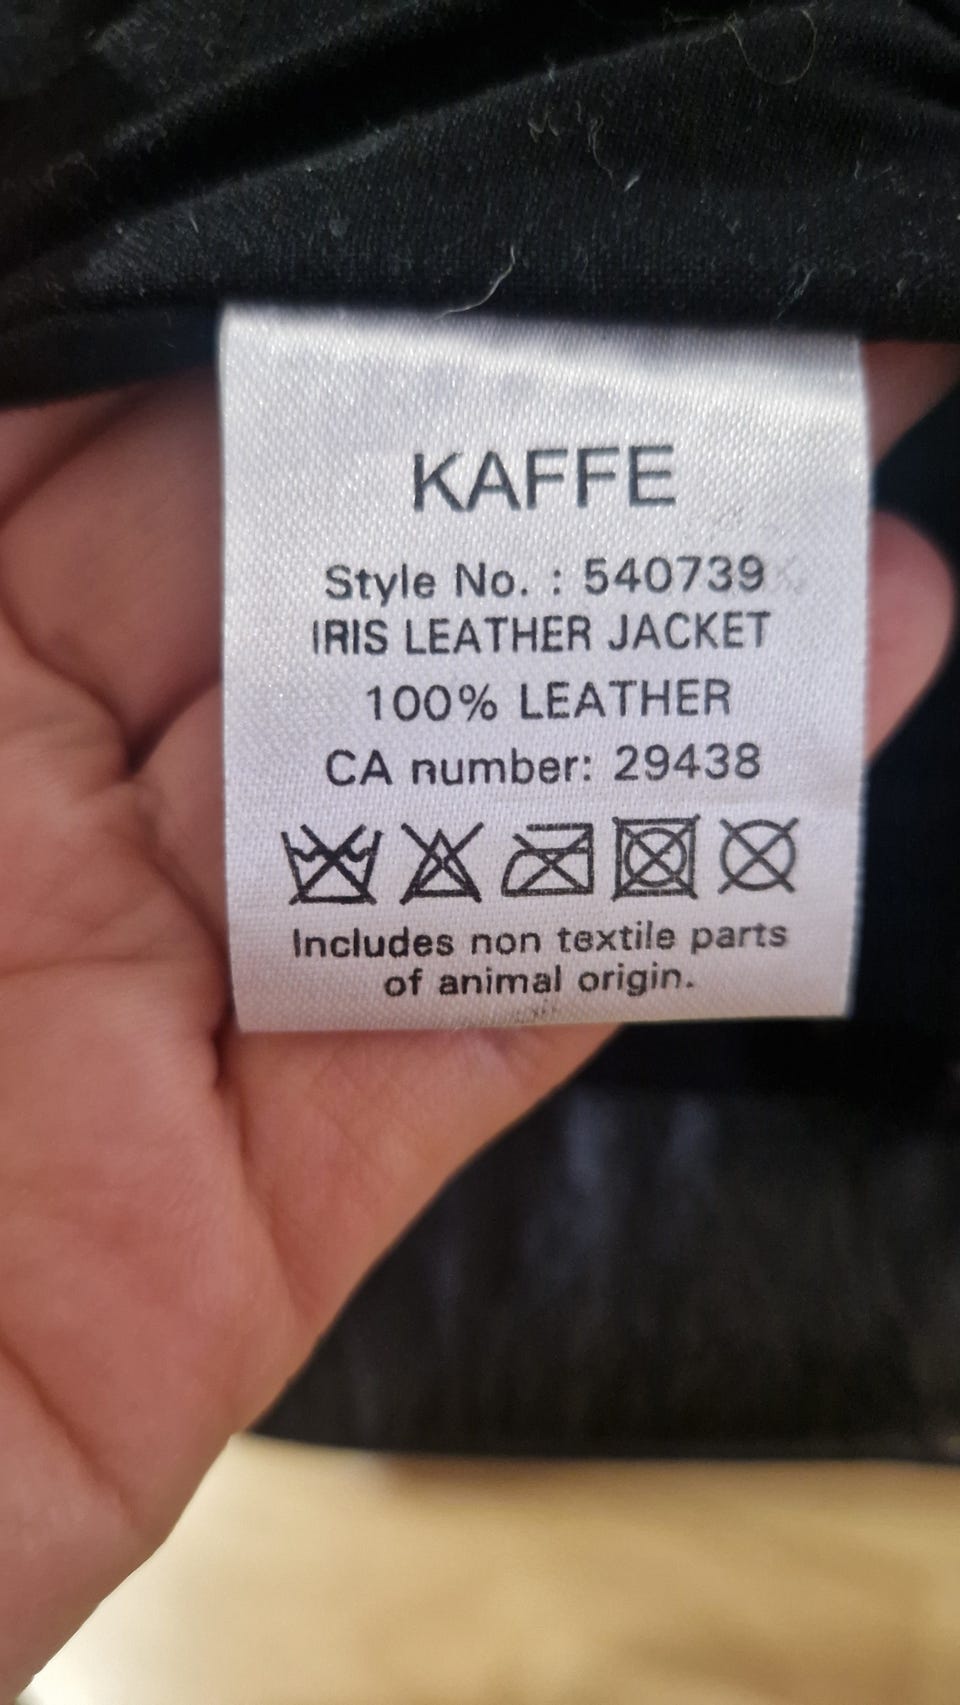 KAFFE
Style No. : 540739
IRIS LEATHER JACKET
100% LEATHER
CA number: 29438
Includes non textile parts
of animal origin.